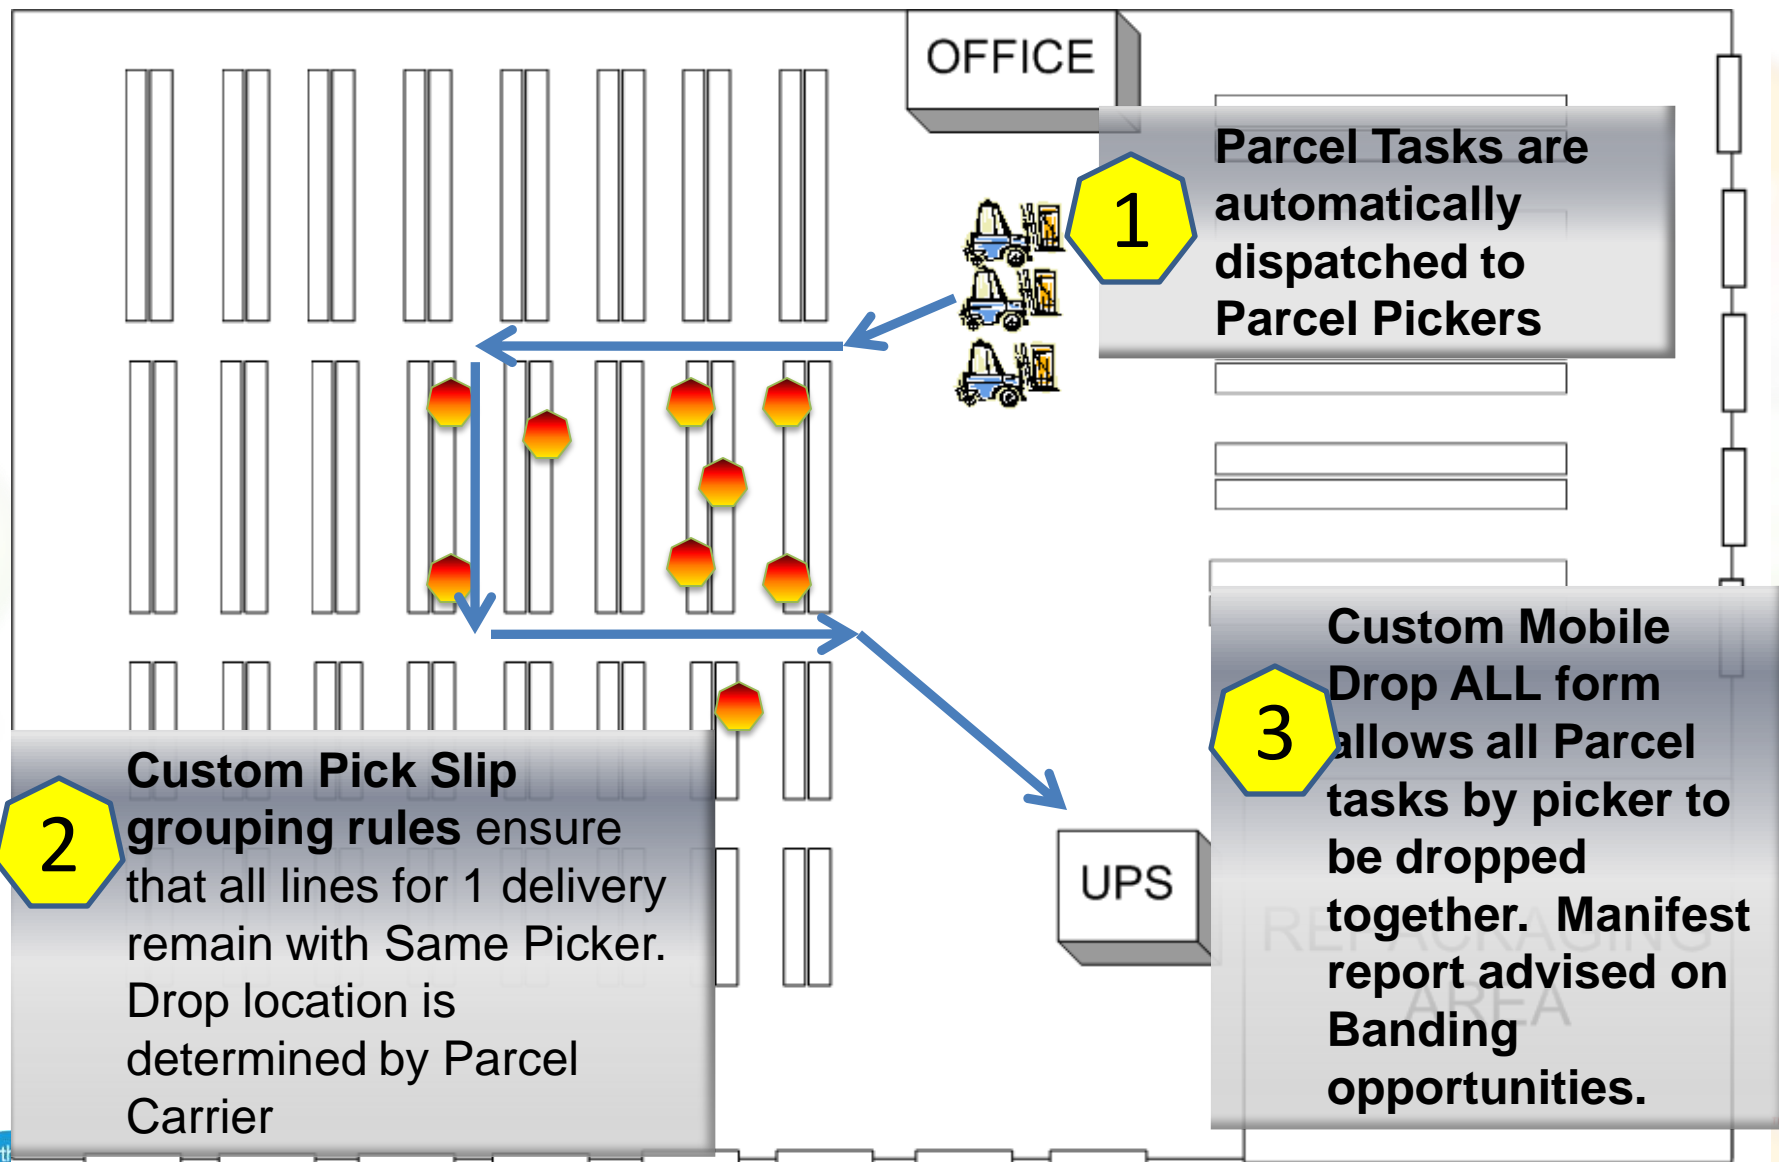 OFFICE
1
Parcel Tasks are
automatically
dispatched to
Parcel Pickers
2
Custom Pick Slip
grouping rules ensure
that all lines for 1 delivery
remain with Same Picker.
Drop location is
determined by Parcel
Carrier
UPS
3
Custom Mobile
Drop ALL form
allows all Parcel
tasks by picker to
be dropped
together.  Manifest
report advised on
Banding
opportunities.
REPACKAGING
AREA